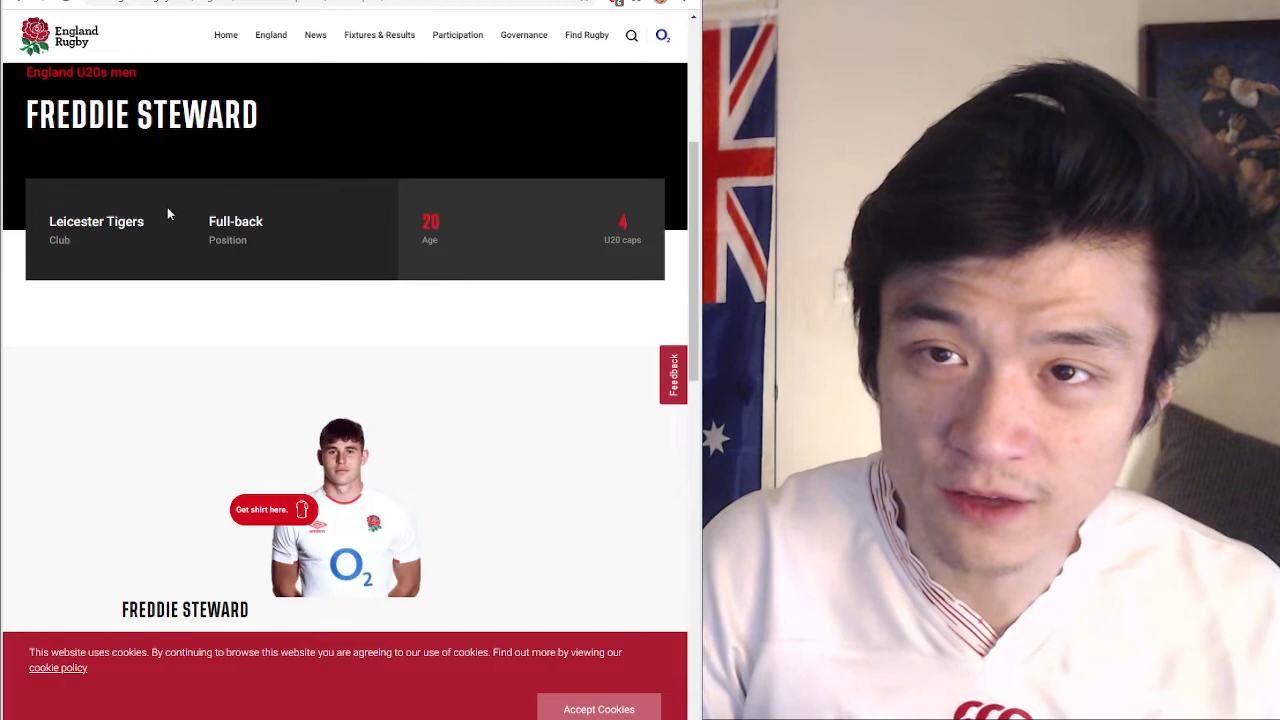 England
Rugby
Home England News Fixtures & Results Participation Governance Find Rugby O2
England U20s men
FREDDIE STEWARD
Leicester Tigers Full-back 20 4
Club Position Age U20 caps
Feedback
Get shirt here.
O2
FREDDIE STEWARD
This website uses cookies. By continuing to browse this website you are agreeing to our use of cookies. Find out more by viewing our
cookie policy
Accept Cookies